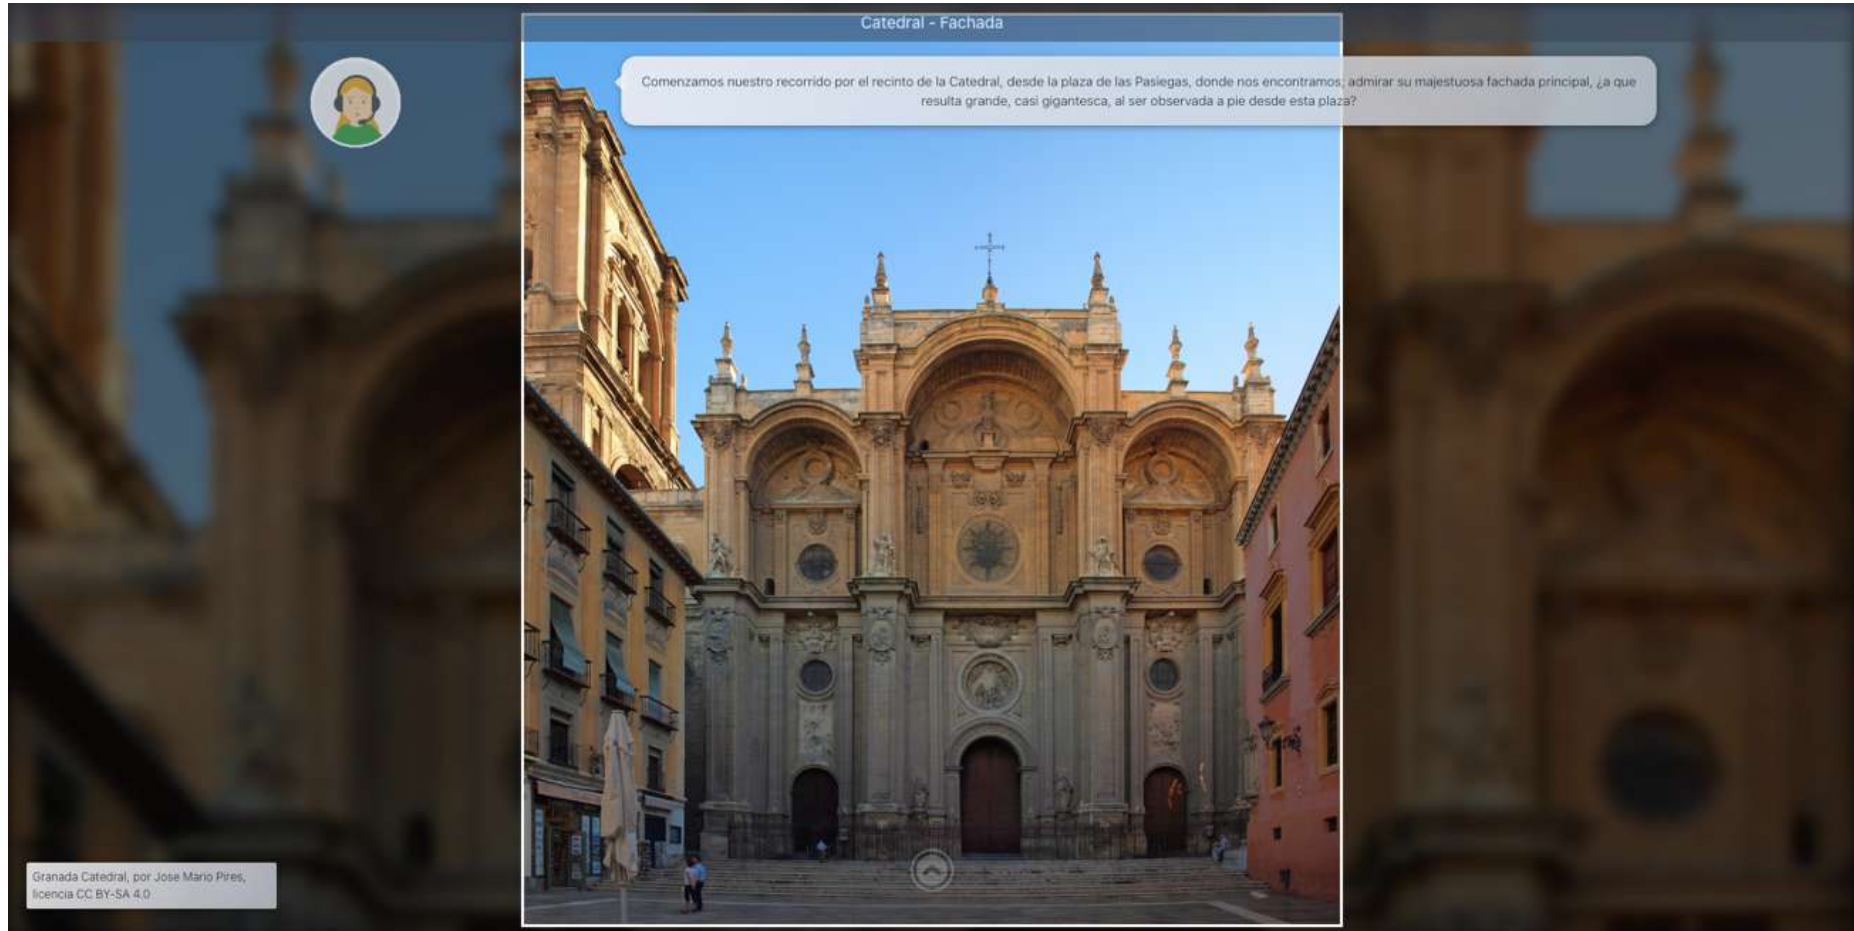 Catedral - Fachada
Comenzamos nuestro recorrido por el recinto de la Catedral, desde la plaza de las Pasiegas, donde nos encontramos; admirar su majestuosa fachada principal, ¿a que
resulta grande, casi gigantesca, al ser observada a pie desde esta plaza?
Granada Catedral, por Jose Mario Pires,
licencia CC BY-SA 4.0